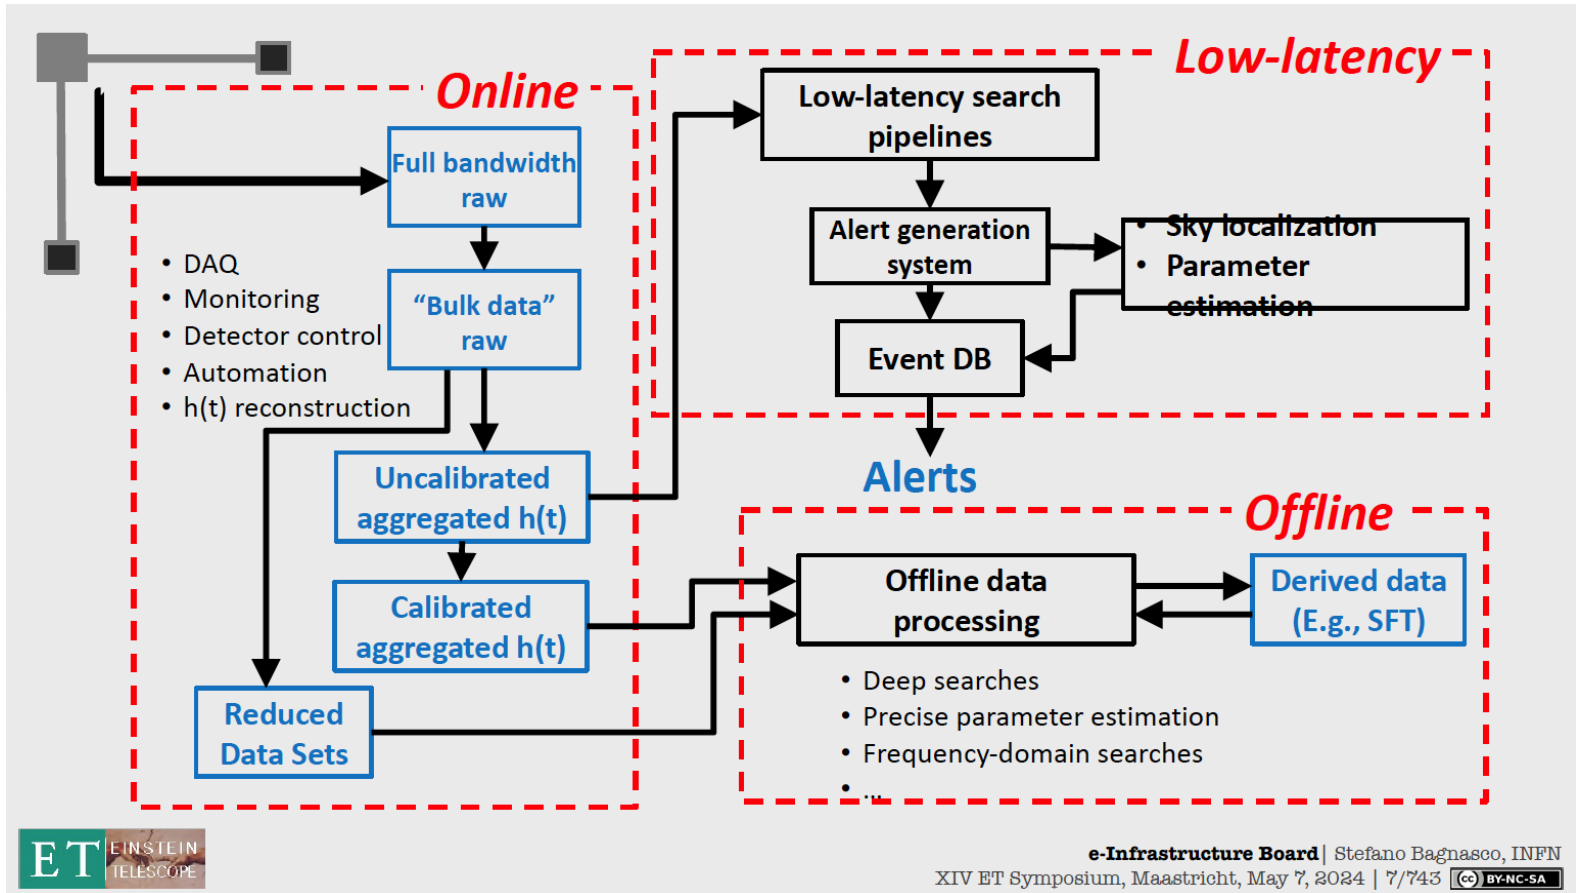 Online
Low-latency
Full bandwidth
raw
• DAQ
• Monitoring
• Detector control
• Automation
• h(t) reconstruction
“Bulk data”
raw
Uncalibrated
aggregated h(t)
Calibrated
aggregated h(t)
Reduced
Data Sets
Low-latency search
pipelines
Alert generation
system
• Sky localization
• Parameter
estimation
Event DB
Alerts
Offline
Offline data
processing
Derived data
(E.g., SFT)
• Deep searches
• Precise parameter estimation
• Frequency-domain searches
• ...
ET EINSTEIN
TELESCOPE
e-Infrastructure Board| Stefano Bagnasco, INFN
XIV ET Symposium, Maastricht, May 7, 2024 | 7/743 cc BY-NC-SA